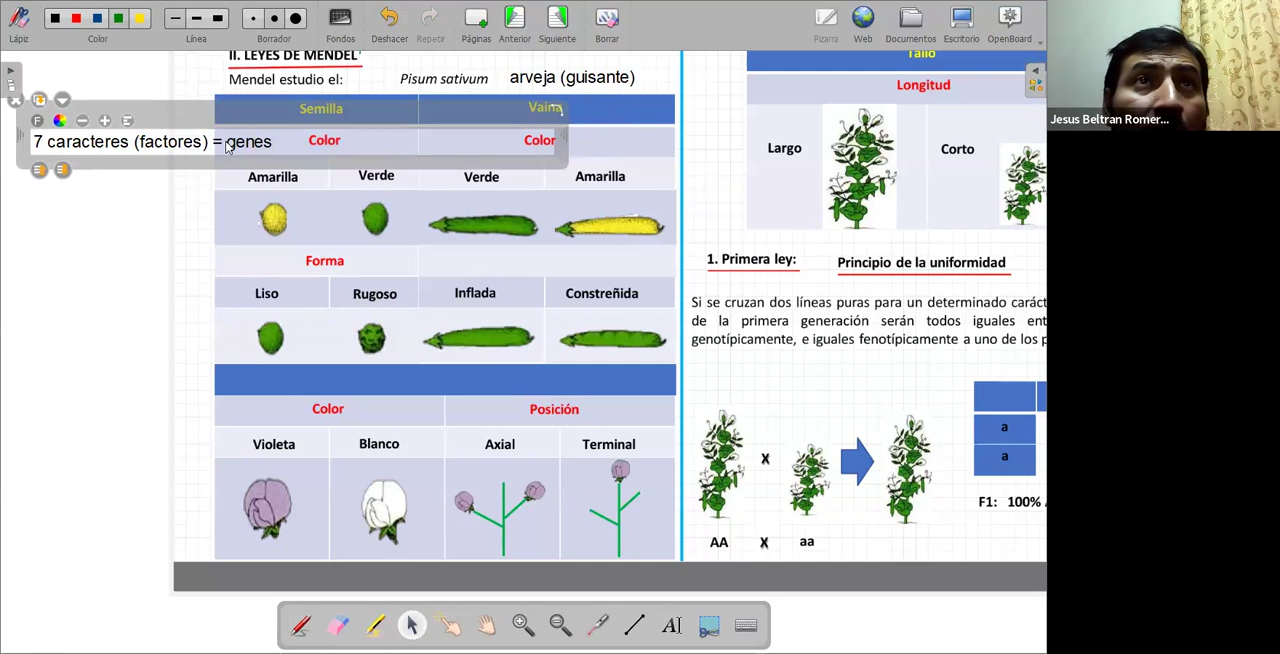 Lápiz
Color
Línea
Borrador
Fondos
Deshacer
Repetir
Páginas
Anterior
Siguiente
Borrar
Pizarra
Web
Documentos
Escritorio
OpenBoard
II. LEYES DE MENDEL
Mendel estudio el: Pisum sativum arveja (guisante)
7 caracteres (factores) = genes
Semilla Vaina
Color Color
Amarilla Verde Verde Amarilla
Forma
Liso Rugoso Inflada Constreñida
Color Posición
Violeta Blanco Axial Terminal
Tallo
Longitud
Largo Corto
1. Primera ley: Principio de la uniformidad
Si se cruzan dos líneas puras para un determinado caráct
de la primera generación serán todos iguales ent
genotípicamente, e iguales fenotípicamente a uno de los p
X
AA X aa
a
a
F1: 100%
Jesus Beltran Romer...